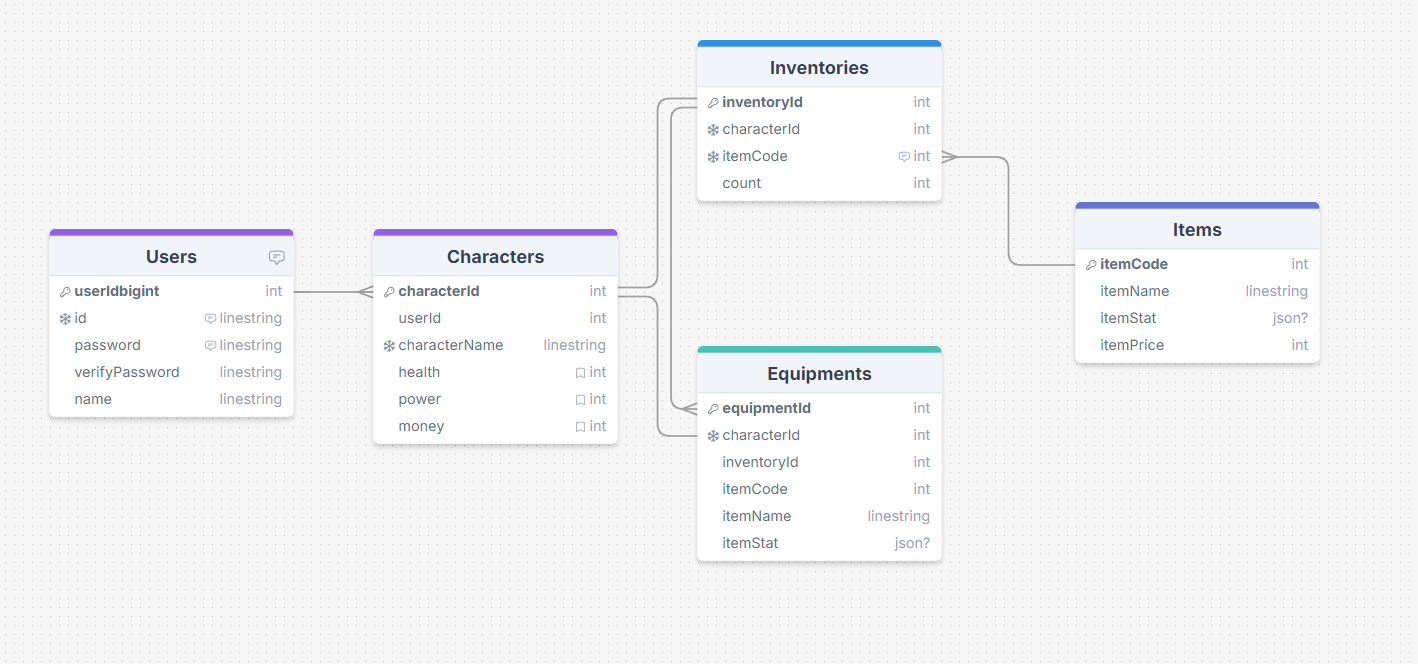 Inventories
inventoryId int
characterId int
itemCode int
count int
Users
userIdbigint int
id linestring
password linestring
verifyPassword linestring
name linestring
Characters
characterId int
userId int
characterName linestring
health int
power int
money int
Items
itemCode int
itemName linestring
itemStat json?
itemPrice int
Equipments
equipmentId int
characterId int
inventoryId int
itemCode int
itemName linestring
itemStat json?